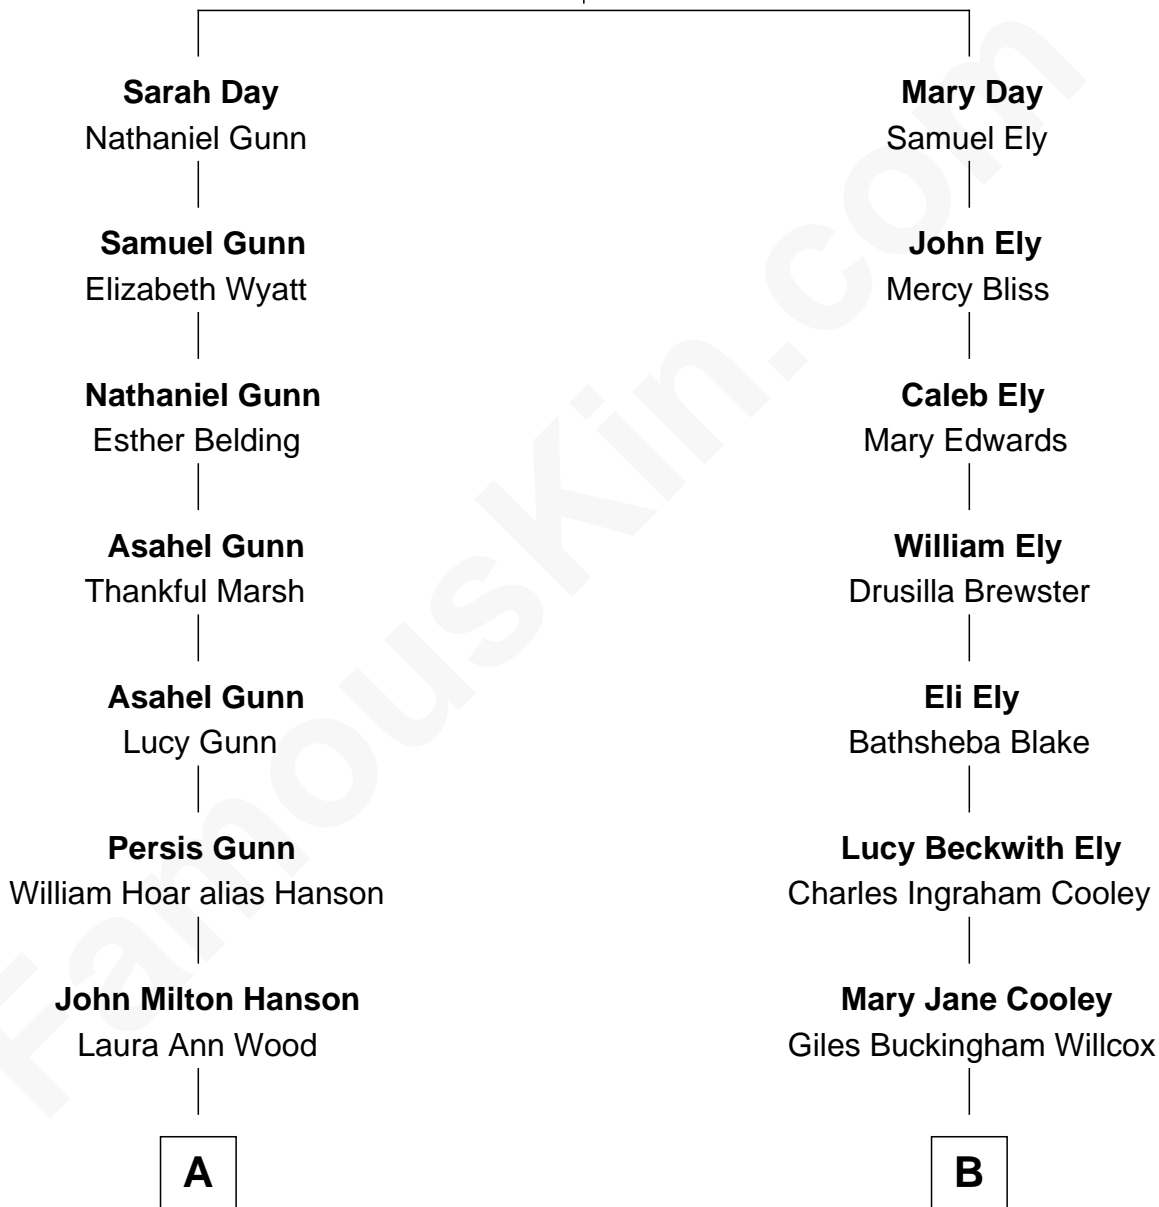 Sarah Day
Nathaniel Gunn
Samuel Gunn
Elizabeth Wyatt
Nathaniel Gunn
Esther Belding
Asahel Gunn
Thankful Marsh
Asahel Gunn
Lucy Gunn
Persis Gunn
William Hoar alias Hanson
John Milton Hanson
Laura Ann Wood
A
Mary Day
Samuel Ely
John Ely
Mercy Bliss
Caleb Ely
Mary Edwards
William Ely
Drusilla Brewster
Eli Ely
Bathsheba Blake
Lucy Beckwith Ely
Charles Ingraham Cooley
Mary Jane Cooley
Giles Buckingham Willcox
B
FamousKin.com